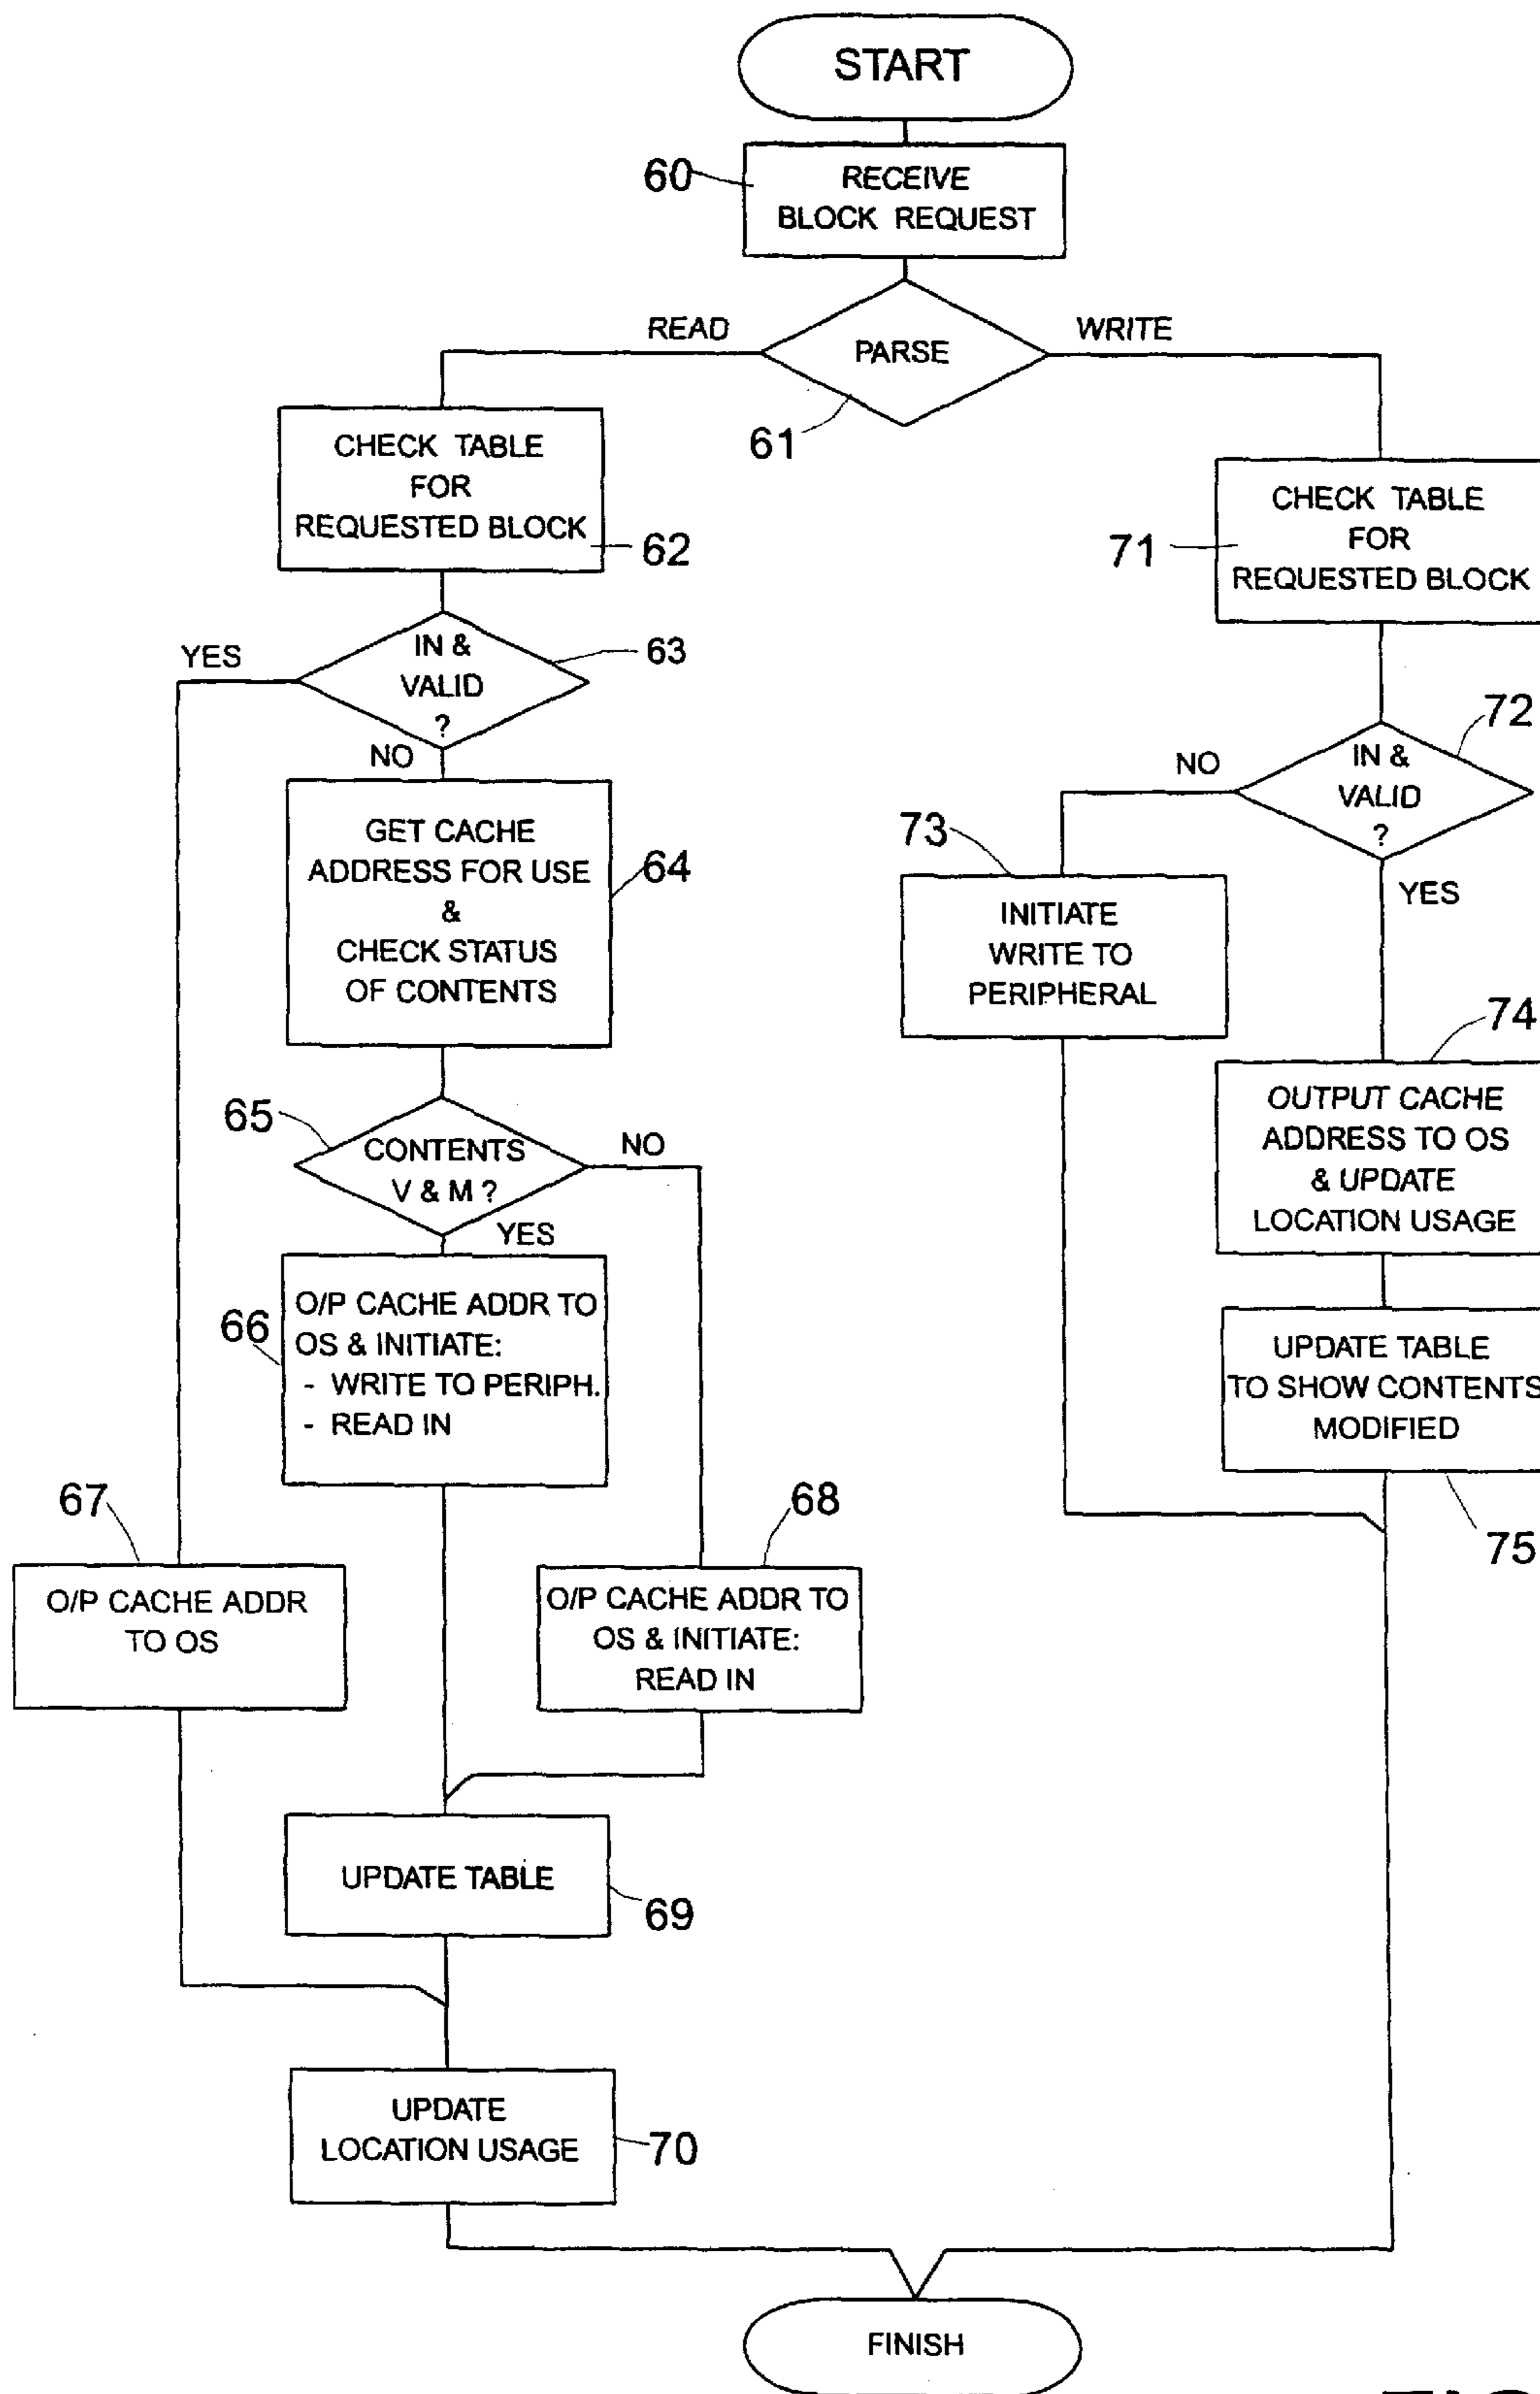 START
60
RECEIVE
BLOCK REQUEST
READ
PARSE
WRITE
61
CHECK TABLE
FOR
REQUESTED BLOCK
62
71
CHECK TABLE
FOR
REQUESTED BLOCK
YES
IN &
VALID
?
63
NO
72
IN &
VALID
?
NO
YES
GET CACHE
ADDRESS FOR USE
&
CHECK STATUS
OF CONTENTS
64
73
INITIATE
WRITE TO
PERIPHERAL
74
OUTPUT CACHE
ADDRESS TO OS
& UPDATE
LOCATION USAGE
65
CONTENTS
V & M ?
NO
YES
66
O/P CACHE ADDR TO
OS & INITIATE:
- WRITE TO PERIPH.
- READ IN
UPDATE TABLE
TO SHOW CONTENTS
MODIFIED
75
67
O/P CACHE ADDR
TO OS
68
O/P CACHE ADDR TO
OS & INITIATE:
READ IN
UPDATE TABLE
69
UPDATE
LOCATION USAGE
70
FINISH